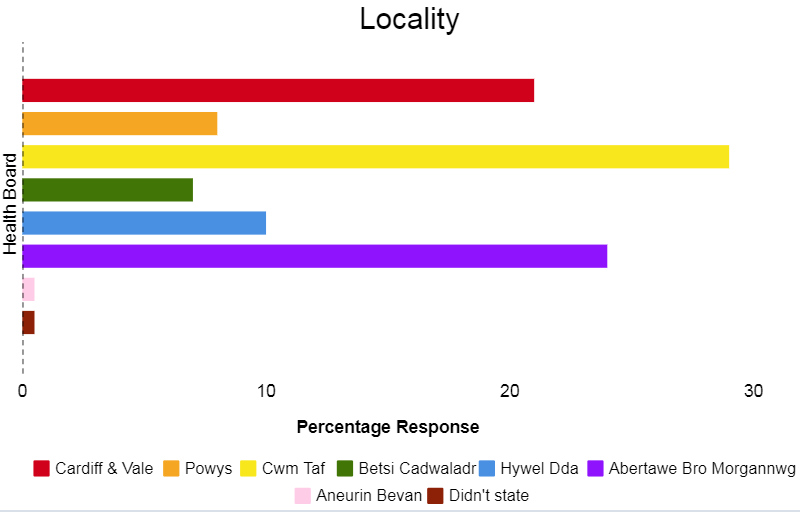 Locality
Health Board
0 10 20 30
Percentage Response
Cardiff & Vale Powys Cwm Taf Betsi Cadwaladr Hywel Dda Abertawe Bro Morgannwg
Aneurin Bevan Didn't state